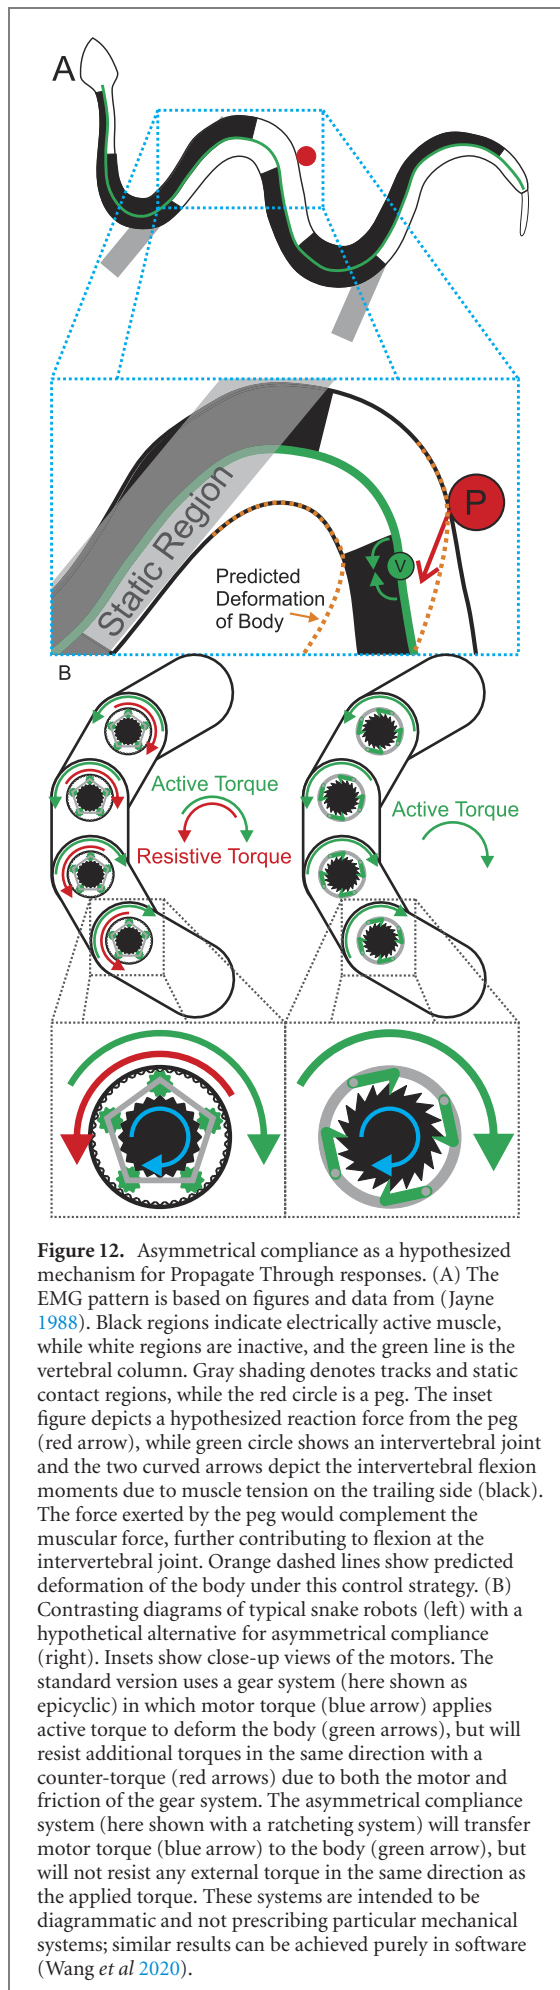 A
P
V
Static Region
Predicted
Deformation
of Body
B
Active Torque
Resistive Torque
Active Torque
Figure 12. Asymmetrical compliance as a hypothesized
mechanism for Propagate Through responses. (A) The
EMG pattern is based on figures and data from (Jayne
1988). Black regions indicate electrically active muscle,
while white regions are inactive, and the green line is the
vertebral column. Gray shading denotes tracks and static
contact regions, while the red circle is a peg. The inset
figure depicts a hypothesized reaction force from the peg
(red arrow), while green circle shows an intervertebral joint
and the two curved arrows depict the intervertebral flexion
moments due to muscle tension on the trailing side (black).
The force exerted by the peg would complement the
muscular force, further contributing to flexion at the
intervertebral joint. Orange dashed lines show predicted
deformation of the body under this control strategy. (B)
Contrasting diagrams of typical snake robots (left) with a
hypothetical alternative for asymmetrical compliance
(right). Insets show close-up views of the motors. The
standard version uses a gear system (here shown as
epicyclic) in which motor torque (blue arrow) applies
active torque to deform the body (green arrows), but will
resist additional torques in the same direction with a
counter-torque (red arrows) due to both the motor and
friction of the gear system. The asymmetrical compliance
system (here shown with a ratcheting system) will transfer
motor torque (blue arrow) to the body (green arrow), but
will not resist any external torque in the same direction as
the applied torque. These systems are intended to be
diagrammatic and not prescribing particular mechanical
systems; similar results can be achieved purely in software
(Wang et al 2020).